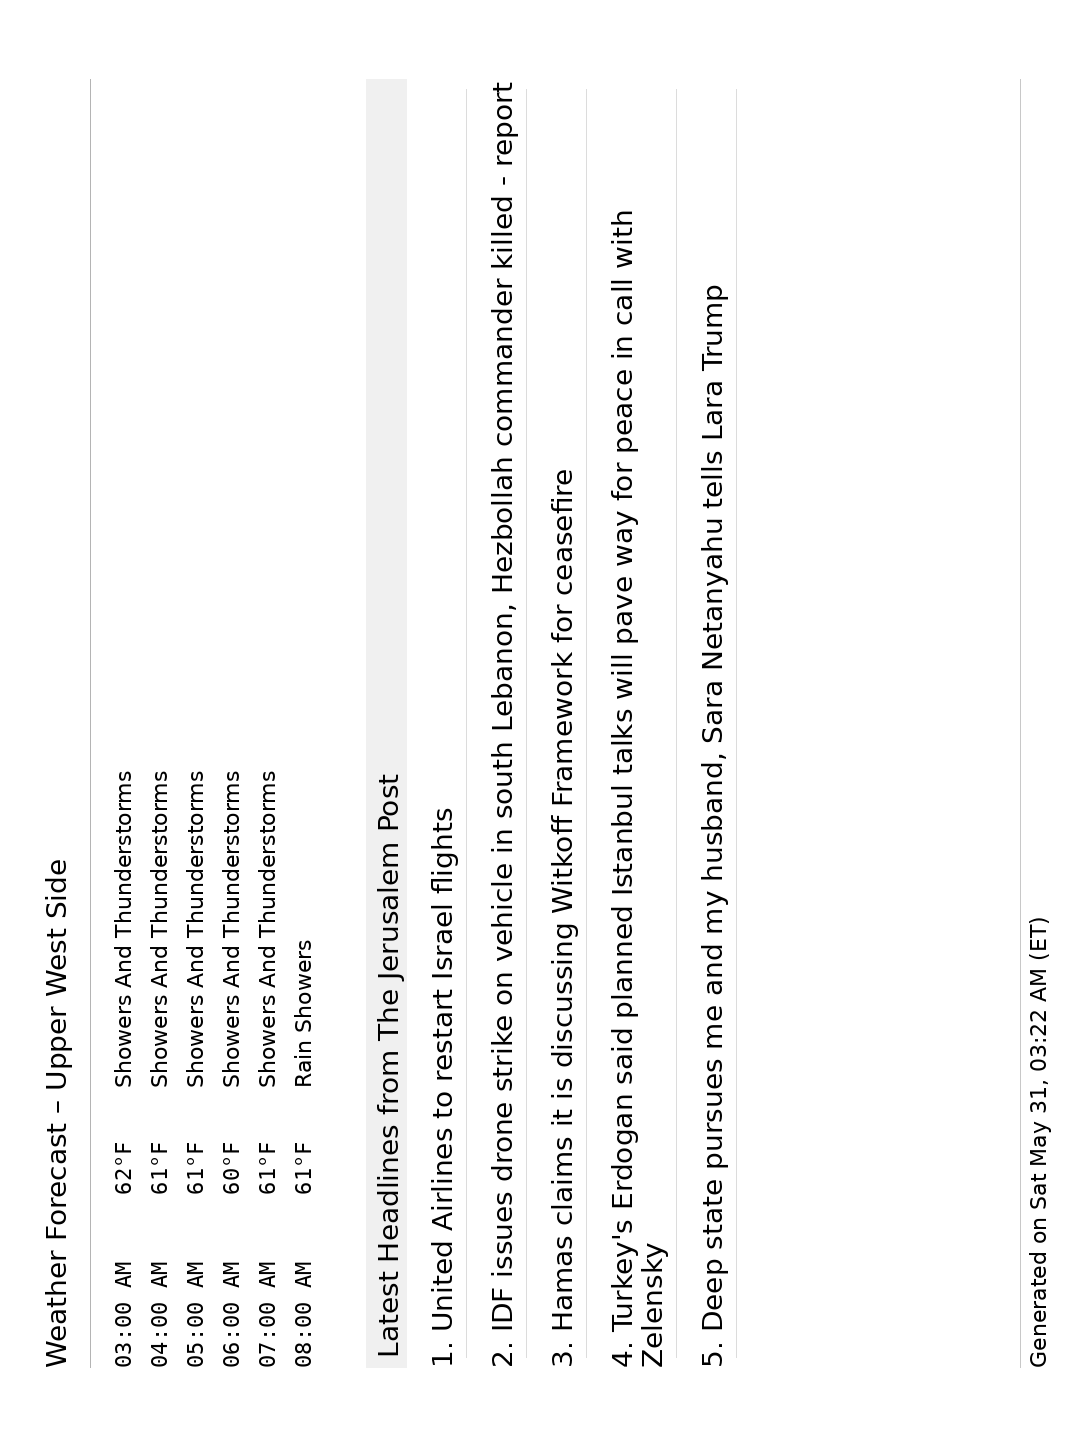 Weather Forecast – Upper West Side
03:00 AM 62°F Showers And Thunderstorms
04:00 AM 61°F Showers And Thunderstorms
05:00 AM 61°F Showers And Thunderstorms
06:00 AM 60°F Showers And Thunderstorms
07:00 AM 61°F Showers And Thunderstorms
08:00 AM 61°F Rain Showers
Latest Headlines from The Jerusalem Post
1. United Airlines to restart Israel flights
2. IDF issues drone strike on vehicle in south Lebanon, Hezbollah commander killed - report
3. Hamas claims it is discussing Witkoff Framework for ceasefire
4. Turkey's Erdogan said planned Istanbul talks will pave way for peace in call with
Zelensky
5. Deep state pursues me and my husband, Sara Netanyahu tells Lara Trump
Generated on Sat May 31, 03:22 AM (ET)